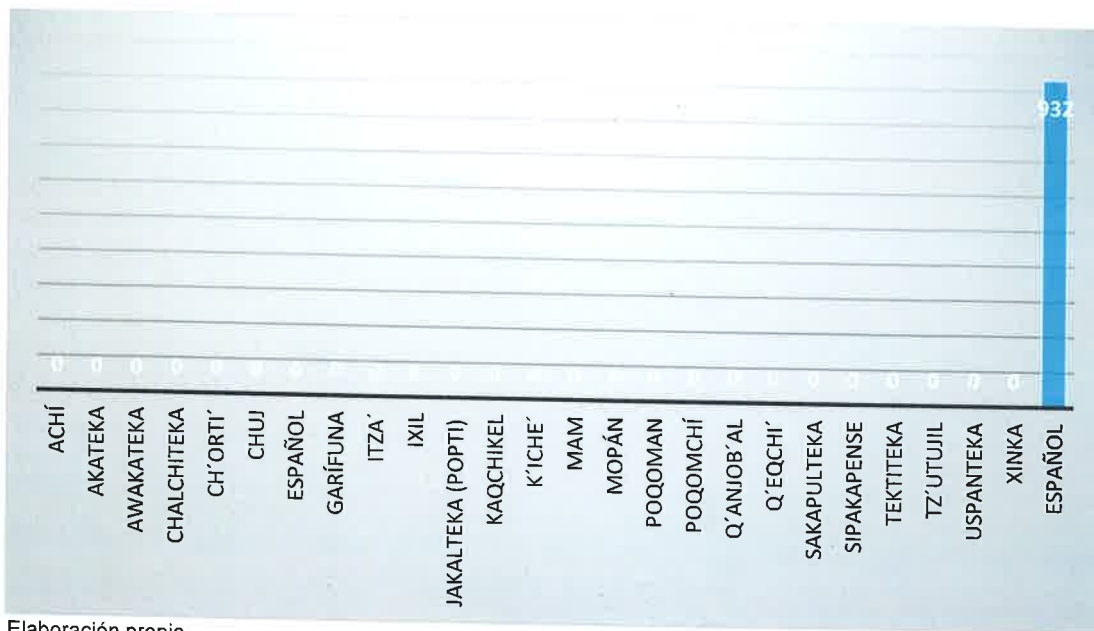 932
0 0 0 0 0 0 0 0 0 0 0 0 0 0 0 0 0 0 0 0 0 0 0 0 0
ACHÍ
AKATEKA
AWAKATEKA
CHALCHITEKA
CH´ORTI´
CHUJ
ESPAÑOL
GARÍFUNA
ITZA´
IXIL
JAKALTEKA (POPTI)
KAQCHIKEL
K´ICHE´
MAM
MOPÁN
POQOMAN
POQOMCHÍ
Q´ANJOB´AL
Q´EQCHI´
SAKAPULTEKA
SIPAKAPENSE
TEKTITEKA
TZ´UTUJIL
USPANTEKA
XINKA
ESPAÑOL
Elaboración propia